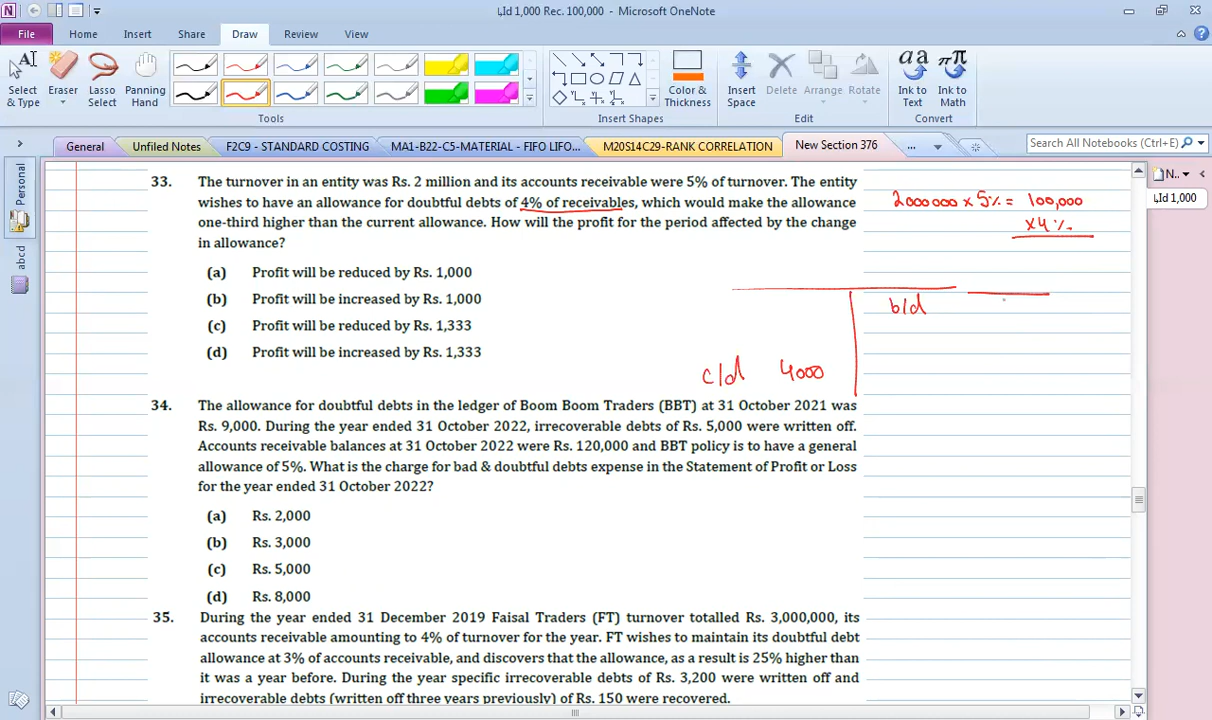 ųId 1,000 Rec. 100,000 - Microsoft OneNote
File Home Insert Share Draw Review View
Select & Type
Eraser
Lasso Select
Panning Hand
Color & Thickness
Insert Space
Delete
Arrange
Rotate
Ink to Text
Ink to Math
Tools Insert Shapes Edit Convert
General Unfiled Notes F2C9 - STANDARD COSTING MA1-B22-C5-MATERIAL - FIFO LIFO... M20S14C29-RANK CORRELATION New Section 376 ... Search All Notebooks (Ctrl+E)
Personal
abcd
N...
ųId 1,000
33. The turnover in an entity was Rs. 2 million and its accounts receivable were 5% of turnover. The entity
wishes to have an allowance for doubtful debts of 4% of receivables, which would make the allowance
one-third higher than the current allowance. How will the profit for the period affected by the change
in allowance?
(a) Profit will be reduced by Rs. 1,000
(b) Profit will be increased by Rs. 1,000
(c) Profit will be reduced by Rs. 1,333
(d) Profit will be increased by Rs. 1,333
2000000 x 5% = 100,000
x4%
b/d
c/d 4000
34. The allowance for doubtful debts in the ledger of Boom Boom Traders (BBT) at 31 October 2021 was
Rs. 9,000. During the year ended 31 October 2022, irrecoverable debts of Rs. 5,000 were written off.
Accounts receivable balances at 31 October 2022 were Rs. 120,000 and BBT policy is to have a general
allowance of 5%. What is the charge for bad & doubtful debts expense in the Statement of Profit or Loss
for the year ended 31 October 2022?
(a) Rs. 2,000
(b) Rs. 3,000
(c) Rs. 5,000
(d) Rs. 8,000
35. During the year ended 31 December 2019 Faisal Traders (FT) turnover totalled Rs. 3,000,000, its
accounts receivable amounting to 4% of turnover for the year. FT wishes to maintain its doubtful debt
allowance at 3% of accounts receivable, and discovers that the allowance, as a result is 25% higher than
it was a year before. During the year specific irrecoverable debts of Rs. 3,200 were written off and
irrecoverable debts (written off three years previously) of Rs. 150 were recovered.